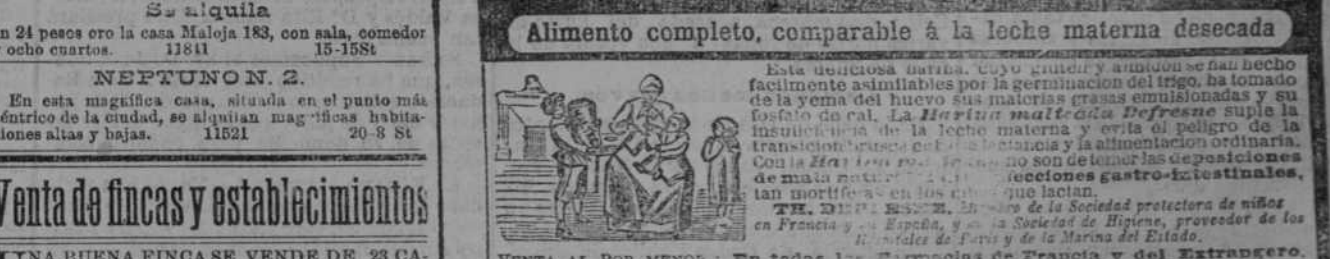 Se alquila
n 24 pesos oro la casa Maloja 183, con sala, comedor
ocho cuartos. 11841 15-15St
NEPTUNO N. 2.
En esta magnífica casa, situada en el punto más
éntrico de la ciudad, se alquilan magníficas habita-
iones altas y bajas. 11521 20-8 St
Venta de fincas y establecimientos
UNA BUENA FINCA SE VENDE DE 23 CA-
Alimento completo, comparable á la leche materna desecada
Esta deliciosa harina, cuyo gluten y almidon se han hecho
facilmente asimilables por la germinacion del trigo, ha tomado
de la yema del huevo sus materias grasas emulsionadas y su
fosfato de cal. La Harina malteada Defresne suple la
insuficiencia de la leche materna y evita el peligro de la
transicion brusca la lactancia y la alimentacion ordinaria.
Con la no son de temer las deposiciones
de mala fecciones gastro-intestinales,
tan mortiferas en los que lactan.
TH. DEFRESNE, Miembro de la Sociedad protectora de niños
en Francia y España, y la Sociedad de Higiene, proveedor de los
Hospitales de Paris y de la Marina del Estado.
VENTA AL POR MENOR: En todas las Farmacias de Francia y del Extrangero.